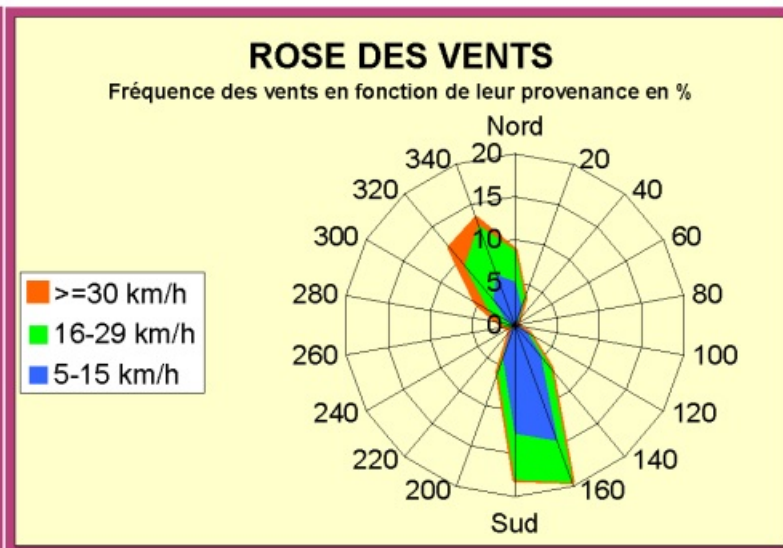 ROSE DES VENTS
Fréquence des vents en fonction de leur provenance en %
Nord
340 20 20
320 15 40
300 10 60
280 5 80
0
260 100
240 120
220 140
200 160
Sud
>=30 km/h
16-29 km/h
5-15 km/h